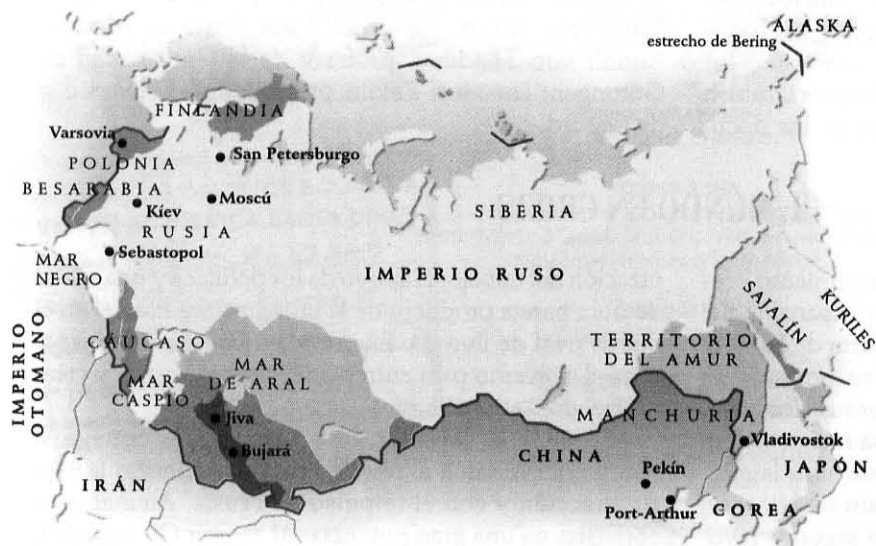 ALASKA
estrecho de Bering
FINLANDIA
Varsovia
San Petersburgo
POLONIA
BESARABIA
Kíev
Moscú
SIBERIA
RUSIA
Sebastopol
MAR
NEGRO
IMPERIO RUSO
SAJALÍN
KURILES
IMPERIO
OTOMANO
CAUCASO
MAR
CASPIO
MAR
DE ARAL
TERRITORIO
DEL AMUR
MANCHURIA
Jiva
Bujará
Vladivostok
CHINA
Pekín
JAPÓN
IRÁN
Port-Arthur
COREA